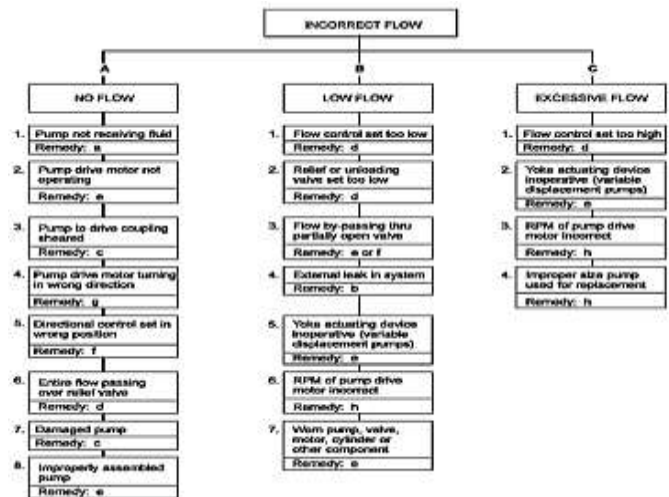 INCORRECT FLOW
A
NO FLOW
1. Pump not receiving fluid
Remedy: a
2. Pump drive motor not
operating
Remedy: e
3. Pump to drive coupling
sheared
Remedy: c
4. Pump drive motor turning
in wrong direction
Remedy: g
5. Directional control set in
wrong position
Remedy: f
6. Entire flow passing
over relief valve
Remedy: d
7. Damaged pump
Remedy: c
8. Improperly assembled
pump
Remedy: e
B
LOW FLOW
1. Flow control set too low
Remedy: d
2. Relief or unloading
valve set too low
Remedy: d
3. Flow by-passing thru
partially open valve
Remedy: e or f
4. External leak in system
Remedy: b
5. Yoke actuating device
inoperative (variable
displacement pumps)
Remedy: e
6. RPM of pump drive
motor incorrect
Remedy: h
7. Worn pump, valve,
motor, cylinder or
other component
Remedy: e
C
EXCESSIVE FLOW
1. Flow control set too high
Remedy: d
2. Yoke actuating device
inoperative (variable
displacement pumps)
Remedy: e
3. RPM of pump drive
motor incorrect
Remedy: h
4. Improper size pump
used for replacement
Remedy: h